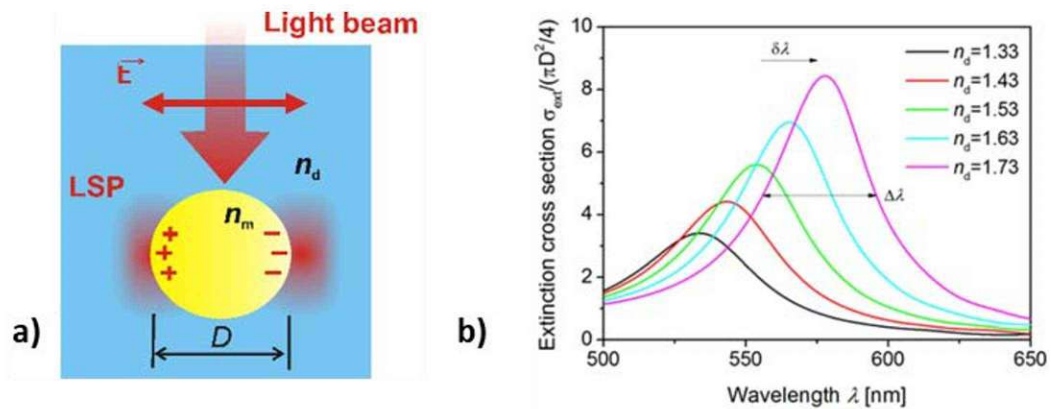 Light beam
E
n_d
LSP
n_m
+ −
+ −
+ −
D
a)
b)
Extinction cross section σ_ext/(πD²/4)
10
8
6
4
2
0
δλ
Δλ
n_d=1.33
n_d=1.43
n_d=1.53
n_d=1.63
n_d=1.73
500 550 600 650
Wavelength λ [nm]